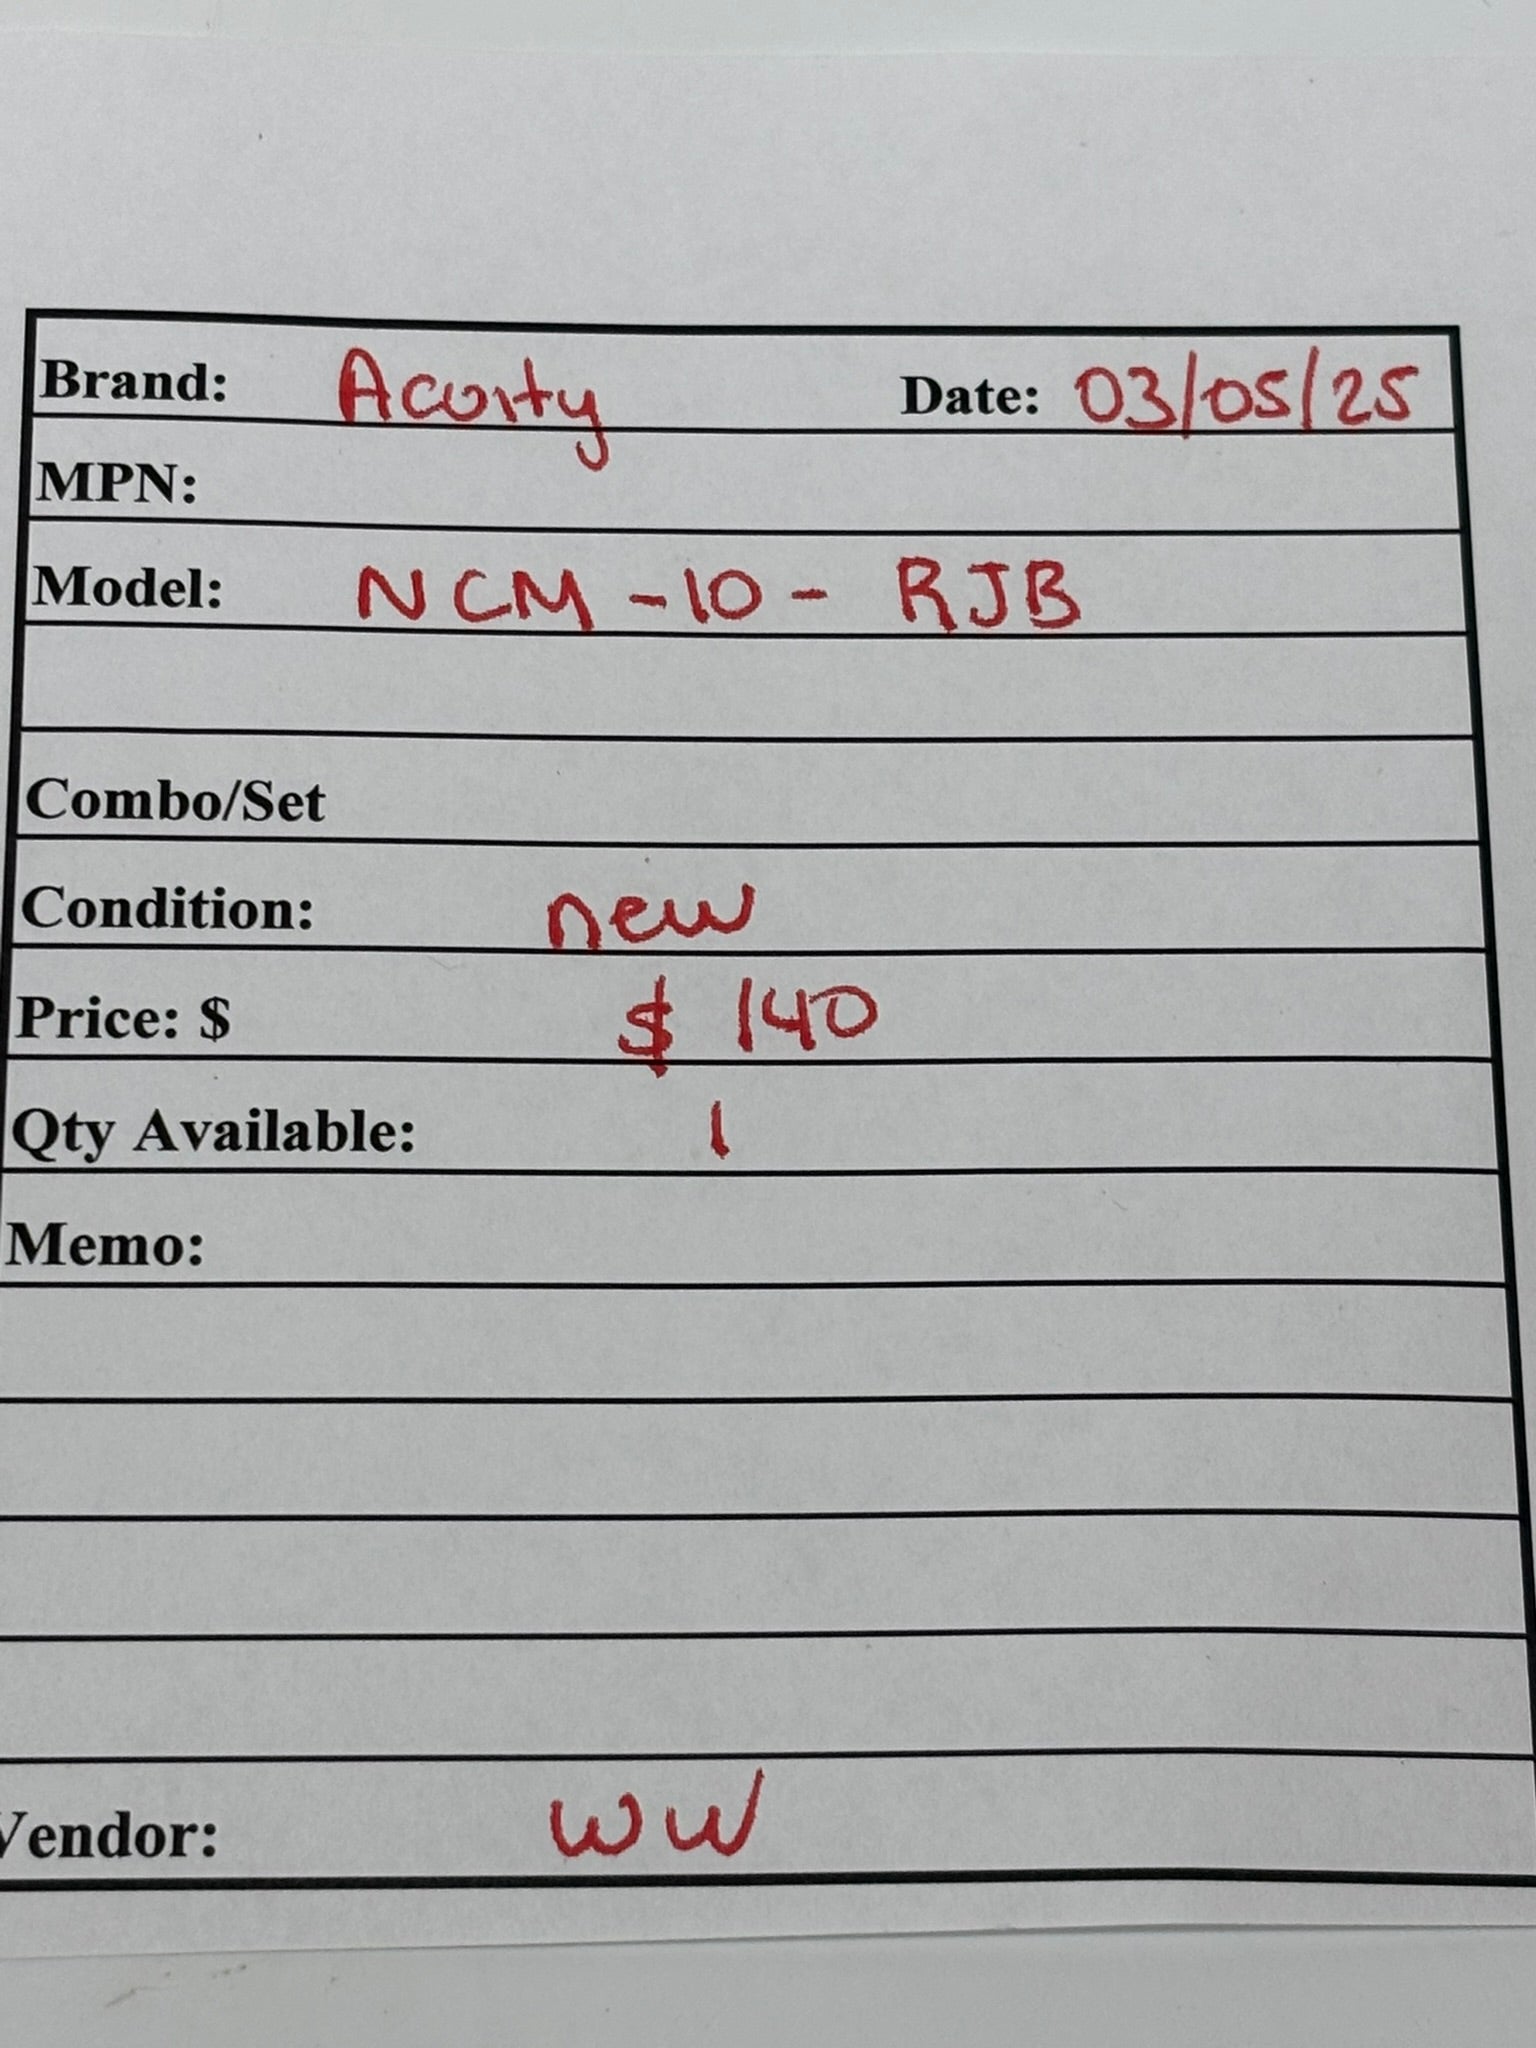 Brand: Acuity Date: 03/05/25
MPN:
Model: NCM-10-RJB
Combo/Set
Condition: new
Price: $ $ 140
Qty Available: 1
Memo:
Vendor: WW